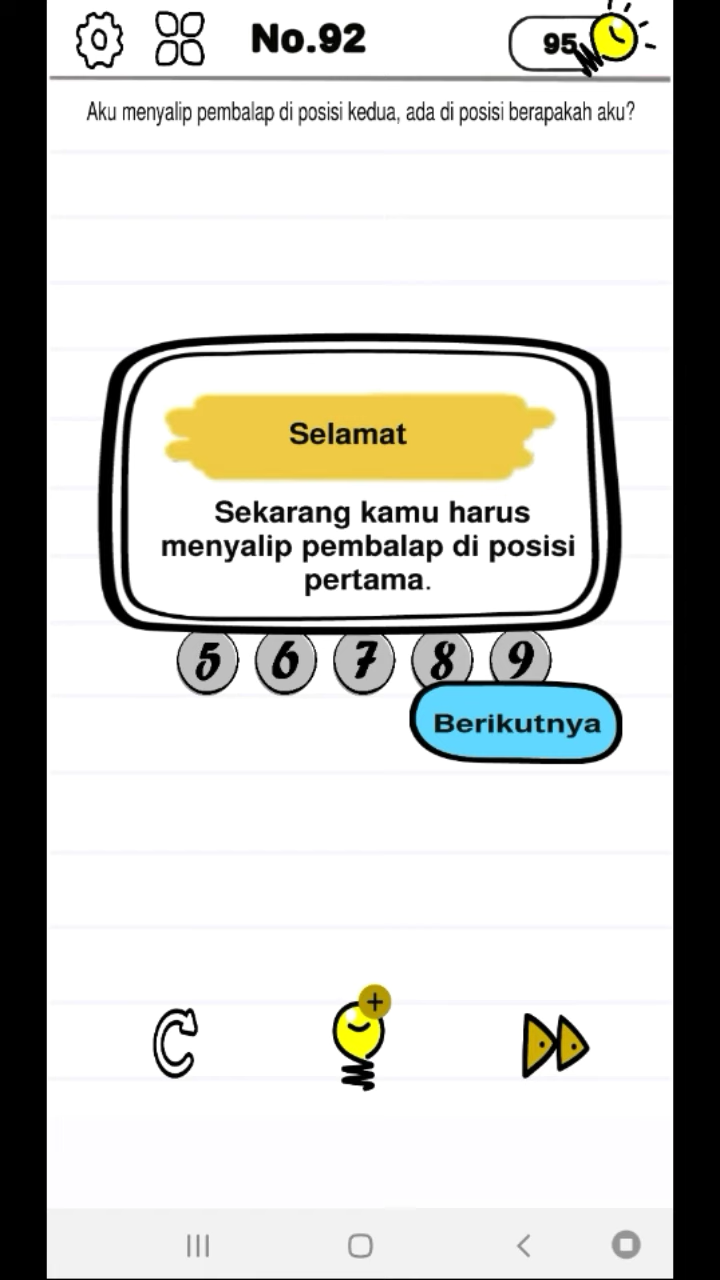 No.92
95
Aku menyalip pembalap di posisi kedua, ada di posisi berapakah aku?
Selamat
Sekarang kamu harus
menyalip pembalap di posisi
pertama.
5 6 7 8 9
Berikutnya